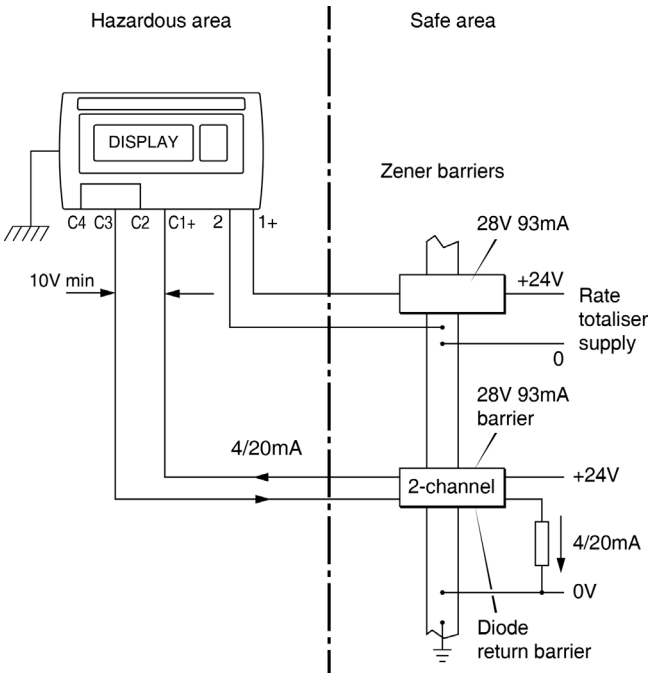 Hazardous area
Safe area
DISPLAY
Zener barriers
C4 C3 C2 C1+ 2 1+
28V 93mA
10V min
+24V
Rate
totaliser
supply
0
28V 93mA
barrier
4/20mA
+24V
2-channel
4/20mA
0V
Diode
return barrier